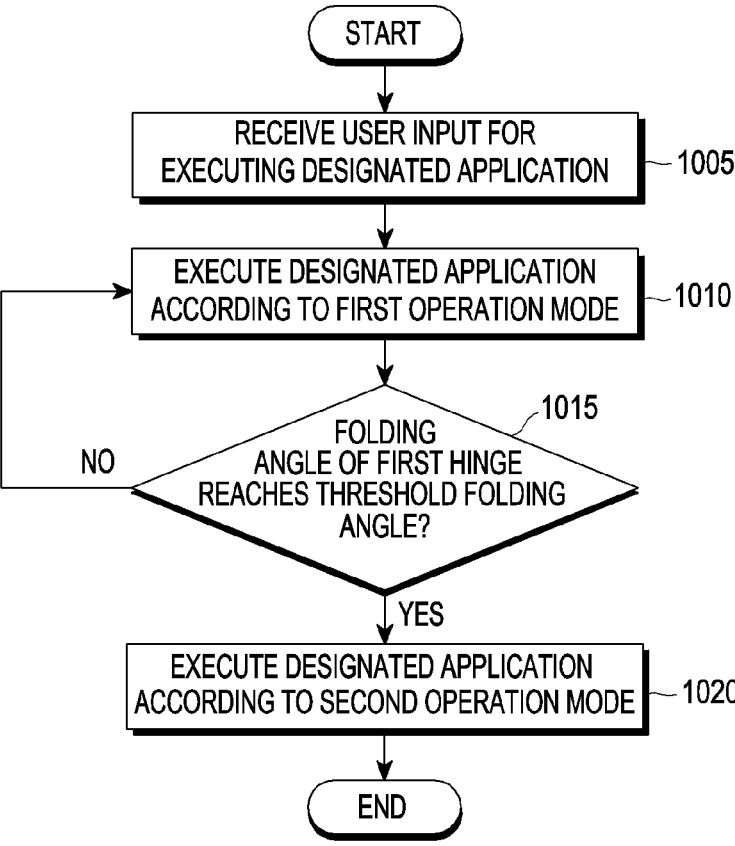 START
RECEIVE USER INPUT FOR
EXECUTING DESIGNATED APPLICATION
1005
EXECUTE DESIGNATED APPLICATION
ACCORDING TO FIRST OPERATION MODE
1010
1015
FOLDING
ANGLE OF FIRST HINGE
REACHES THRESHOLD FOLDING
ANGLE?
NO
YES
EXECUTE DESIGNATED APPLICATION
ACCORDING TO SECOND OPERATION MODE
1020
END